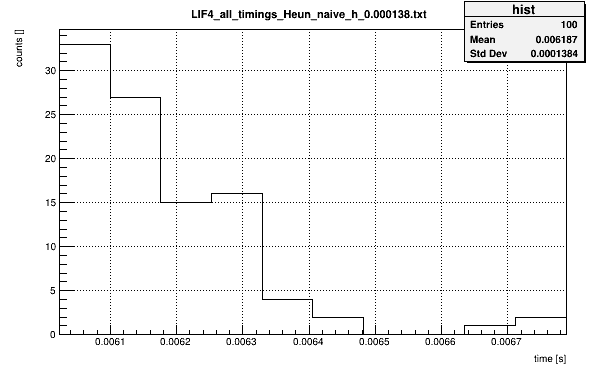 LIF4_all_timings_Heun_naive_h_0.000138.txt
hist
Entries 100
Mean 0.006187
Std Dev 0.0001384
counts []
30
25
20
15
10
5
0
0.0061 0.0062 0.0063 0.0064 0.0065 0.0066 0.0067
time [s]